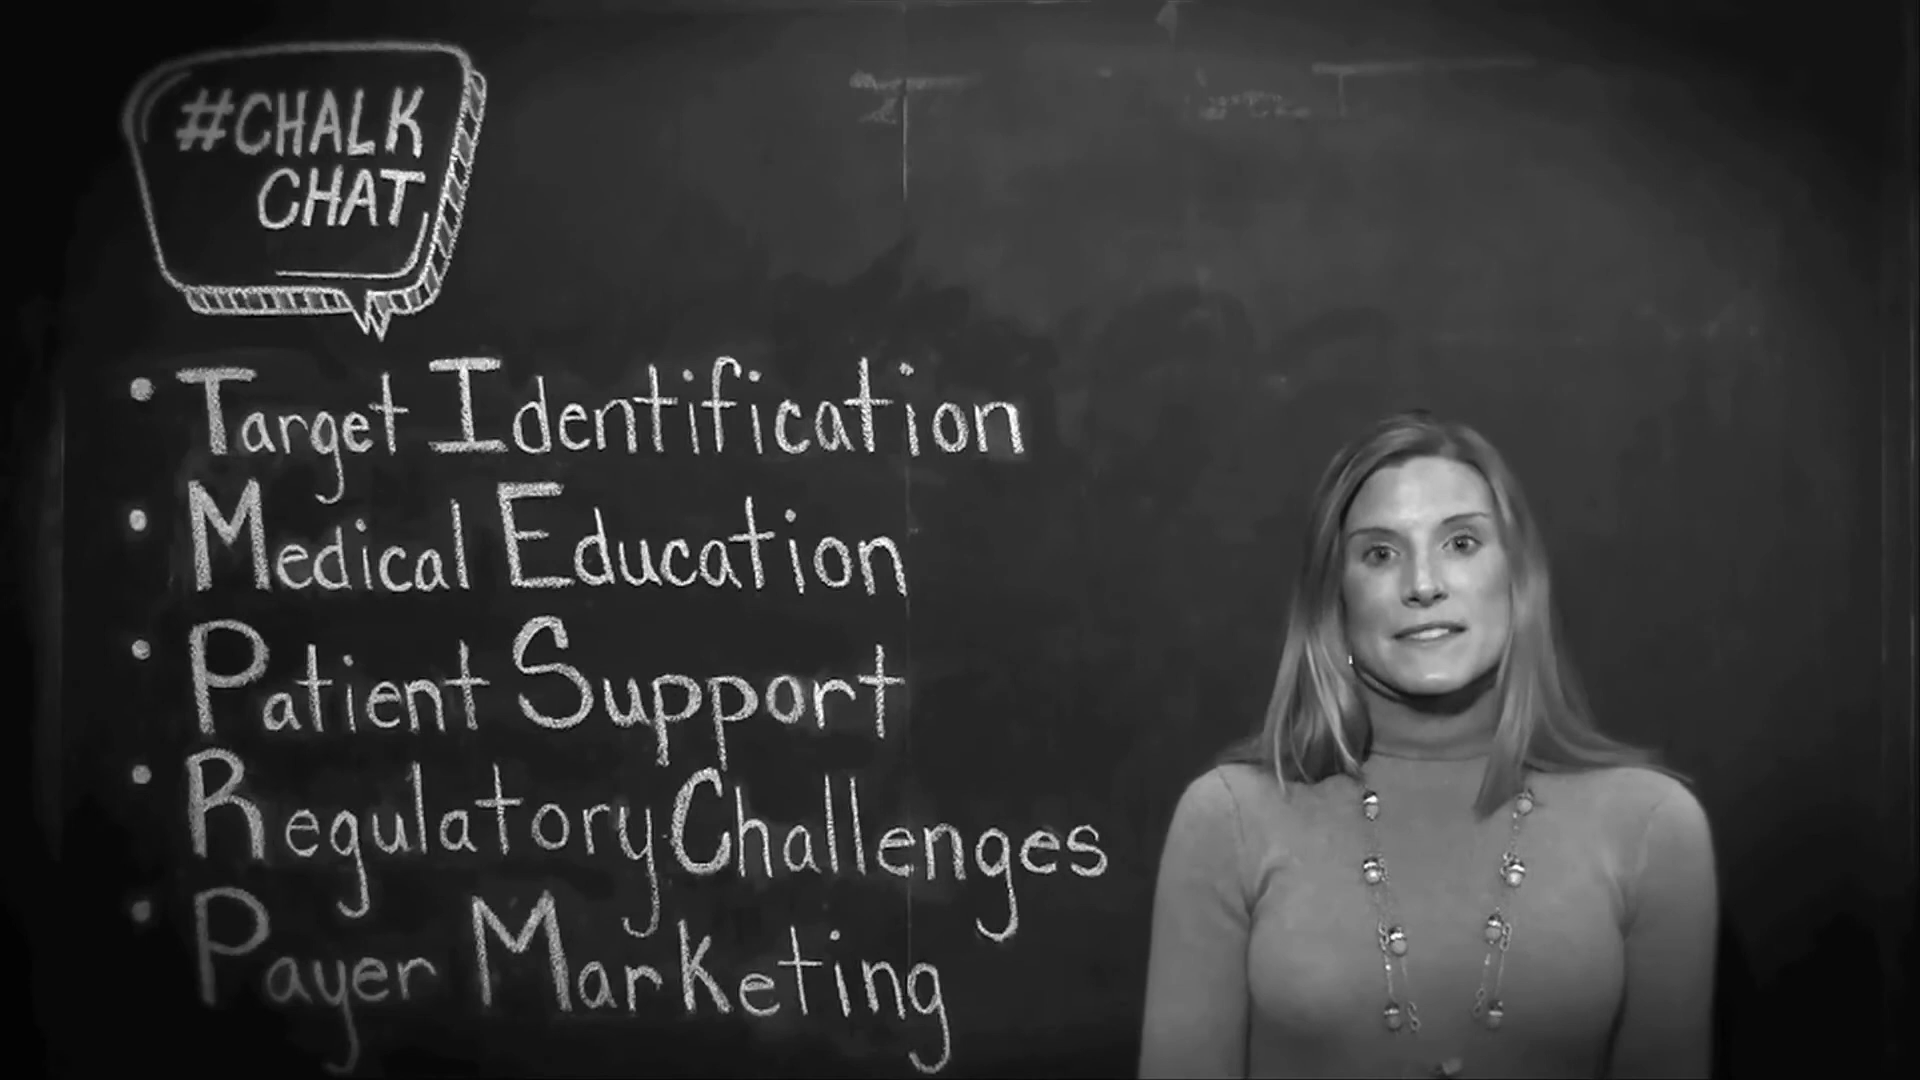 #CHALK
CHAT
• Target Identification
• Medical Education
• Patient Support
• Regulatory Challenges
• Payer Marketing